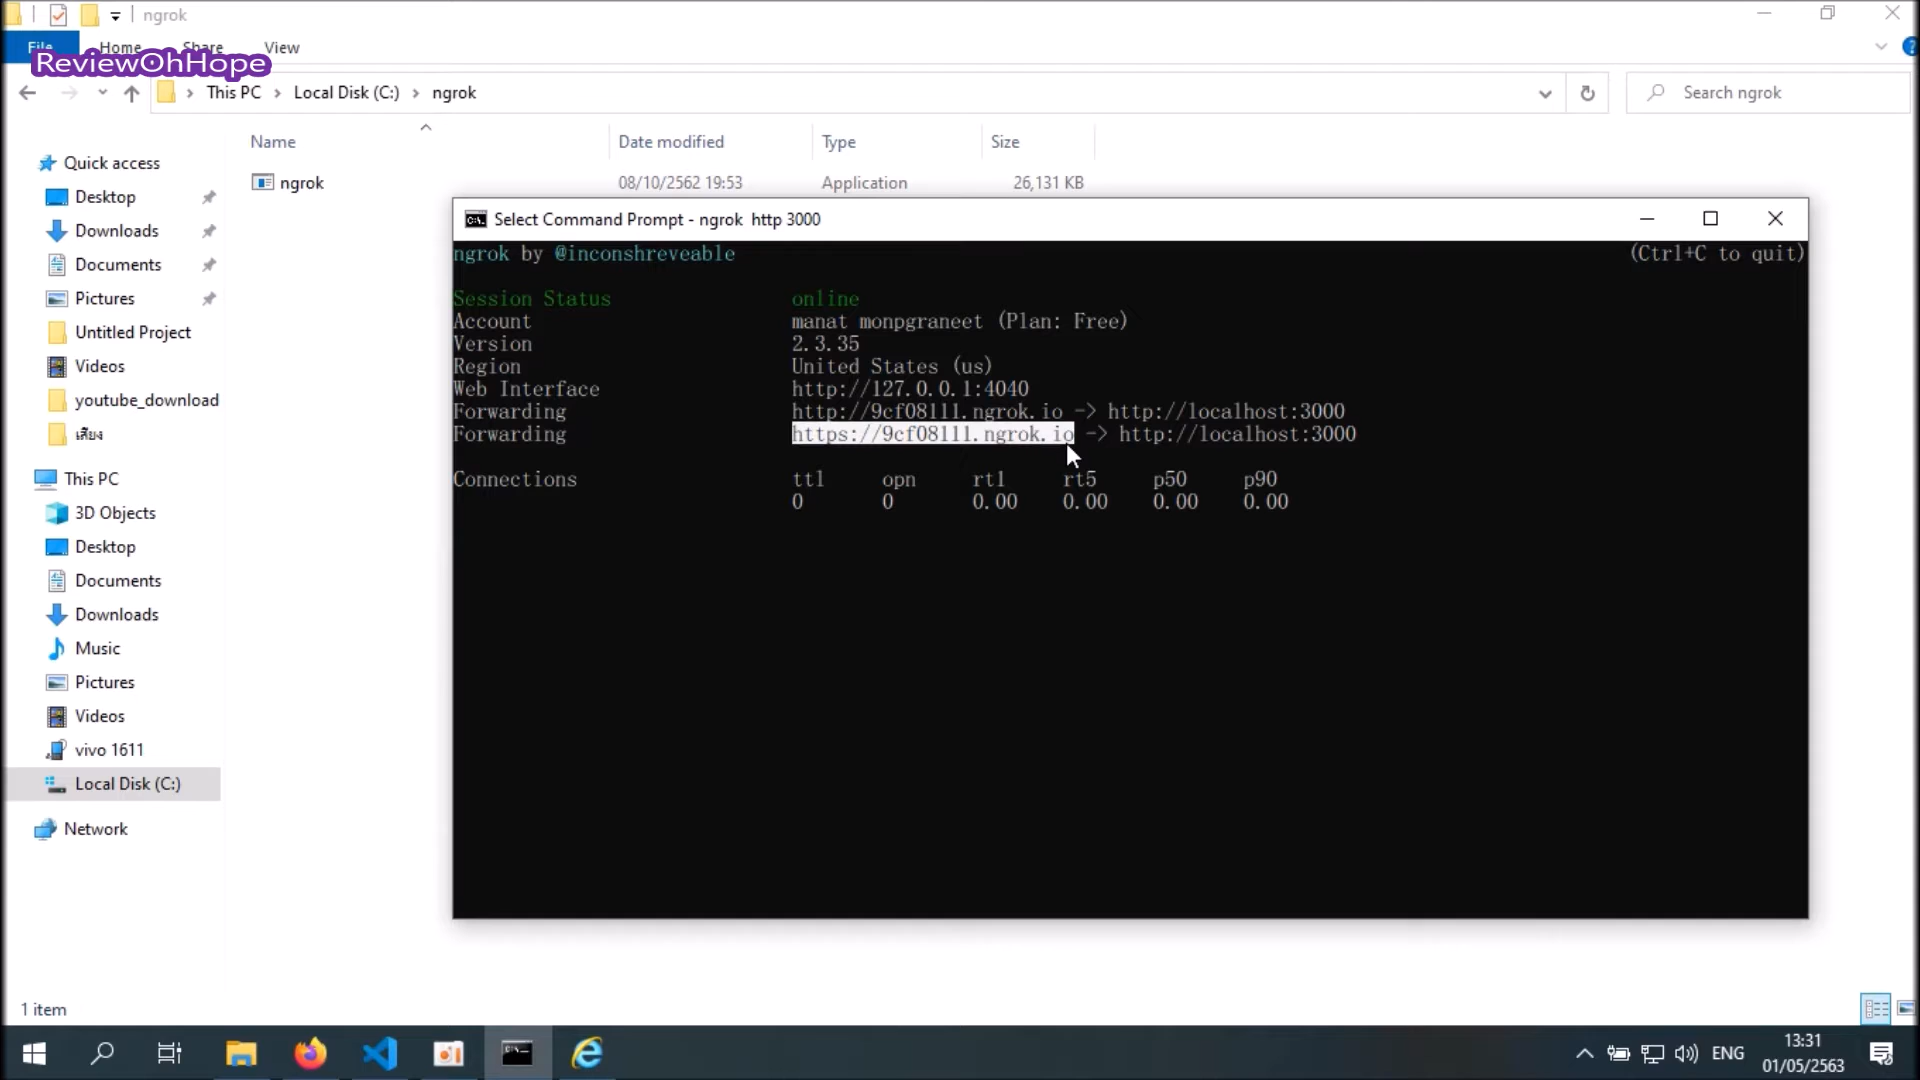 ngrok
File Home Share View
ReviewOhHope
This PC Local Disk (C:) ngrok
Search ngrok
Name Date modified Type Size
ngrok 08/10/2562 19:53 Application 26,131 KB
Quick access
Desktop
Downloads
Documents
Pictures
Untitled Project
Videos
youtube_download
เสียง
This PC
3D Objects
Desktop
Documents
Downloads
Music
Pictures
Videos
vivo 1611
Local Disk (C:)
Network
Select Command Prompt - ngrok http 3000
ngrok by @inconshreveable (Ctrl+C to quit)
Session Status online
Account manat monpgraneet (Plan: Free)
Version 2.3.35
Region United States (us)
Web Interface http://127.0.0.1:4040
Forwarding http://9cf08111.ngrok.io -> http://localhost:3000
Forwarding https://9cf08111.ngrok.io -> http://localhost:3000
Connections ttl opn rt1 rt5 p50 p90
0 0 0.00 0.00 0.00 0.00
1 item
ENG
13:31
01/05/2563